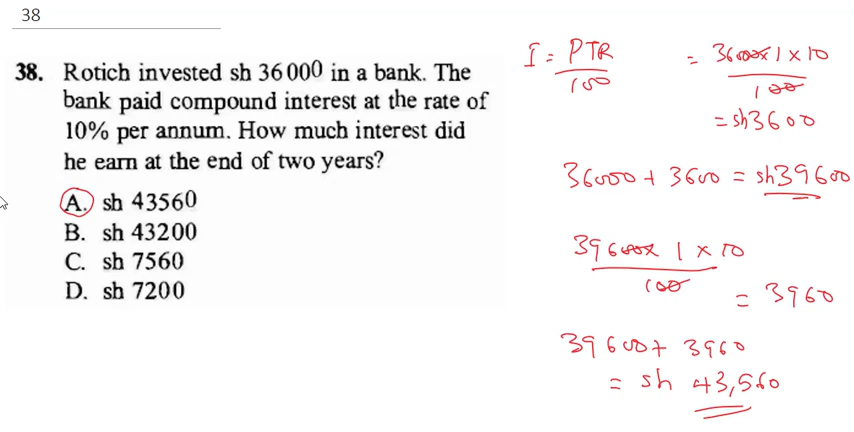 38
38. Rotich invested sh 36 000 in a bank. The
bank paid compound interest at the rate of
10% per annum. How much interest did
he earn at the end of two years?
A. sh 43560
B. sh 43200
C. sh 7560
D. sh 7200
I = PTR/100 = 36000 x 1 x 10/100
= sh3600
36000 + 3600 = sh39600
39600 x 1 x 10/100
= 3960
39600 + 3960
= sh 43,560